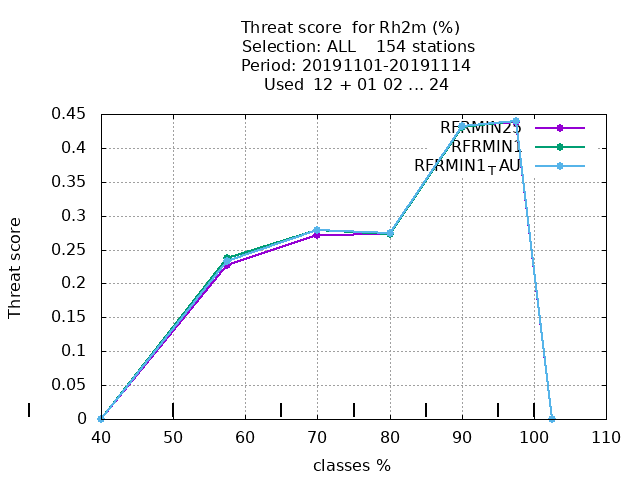 Threat score  for Rh2m (%)
Selection: ALL    154 stations
Period: 20191101-20191114
Used  12 + 01 02 ... 24
0.45
0.4
0.35
0.3
0.25
0.2
0.15
0.1
0.05
0
Threat score
RFRMIN25
RFRMIN1
RFRMIN1TAU
40 50 60 70 80 90 100 110
classes %